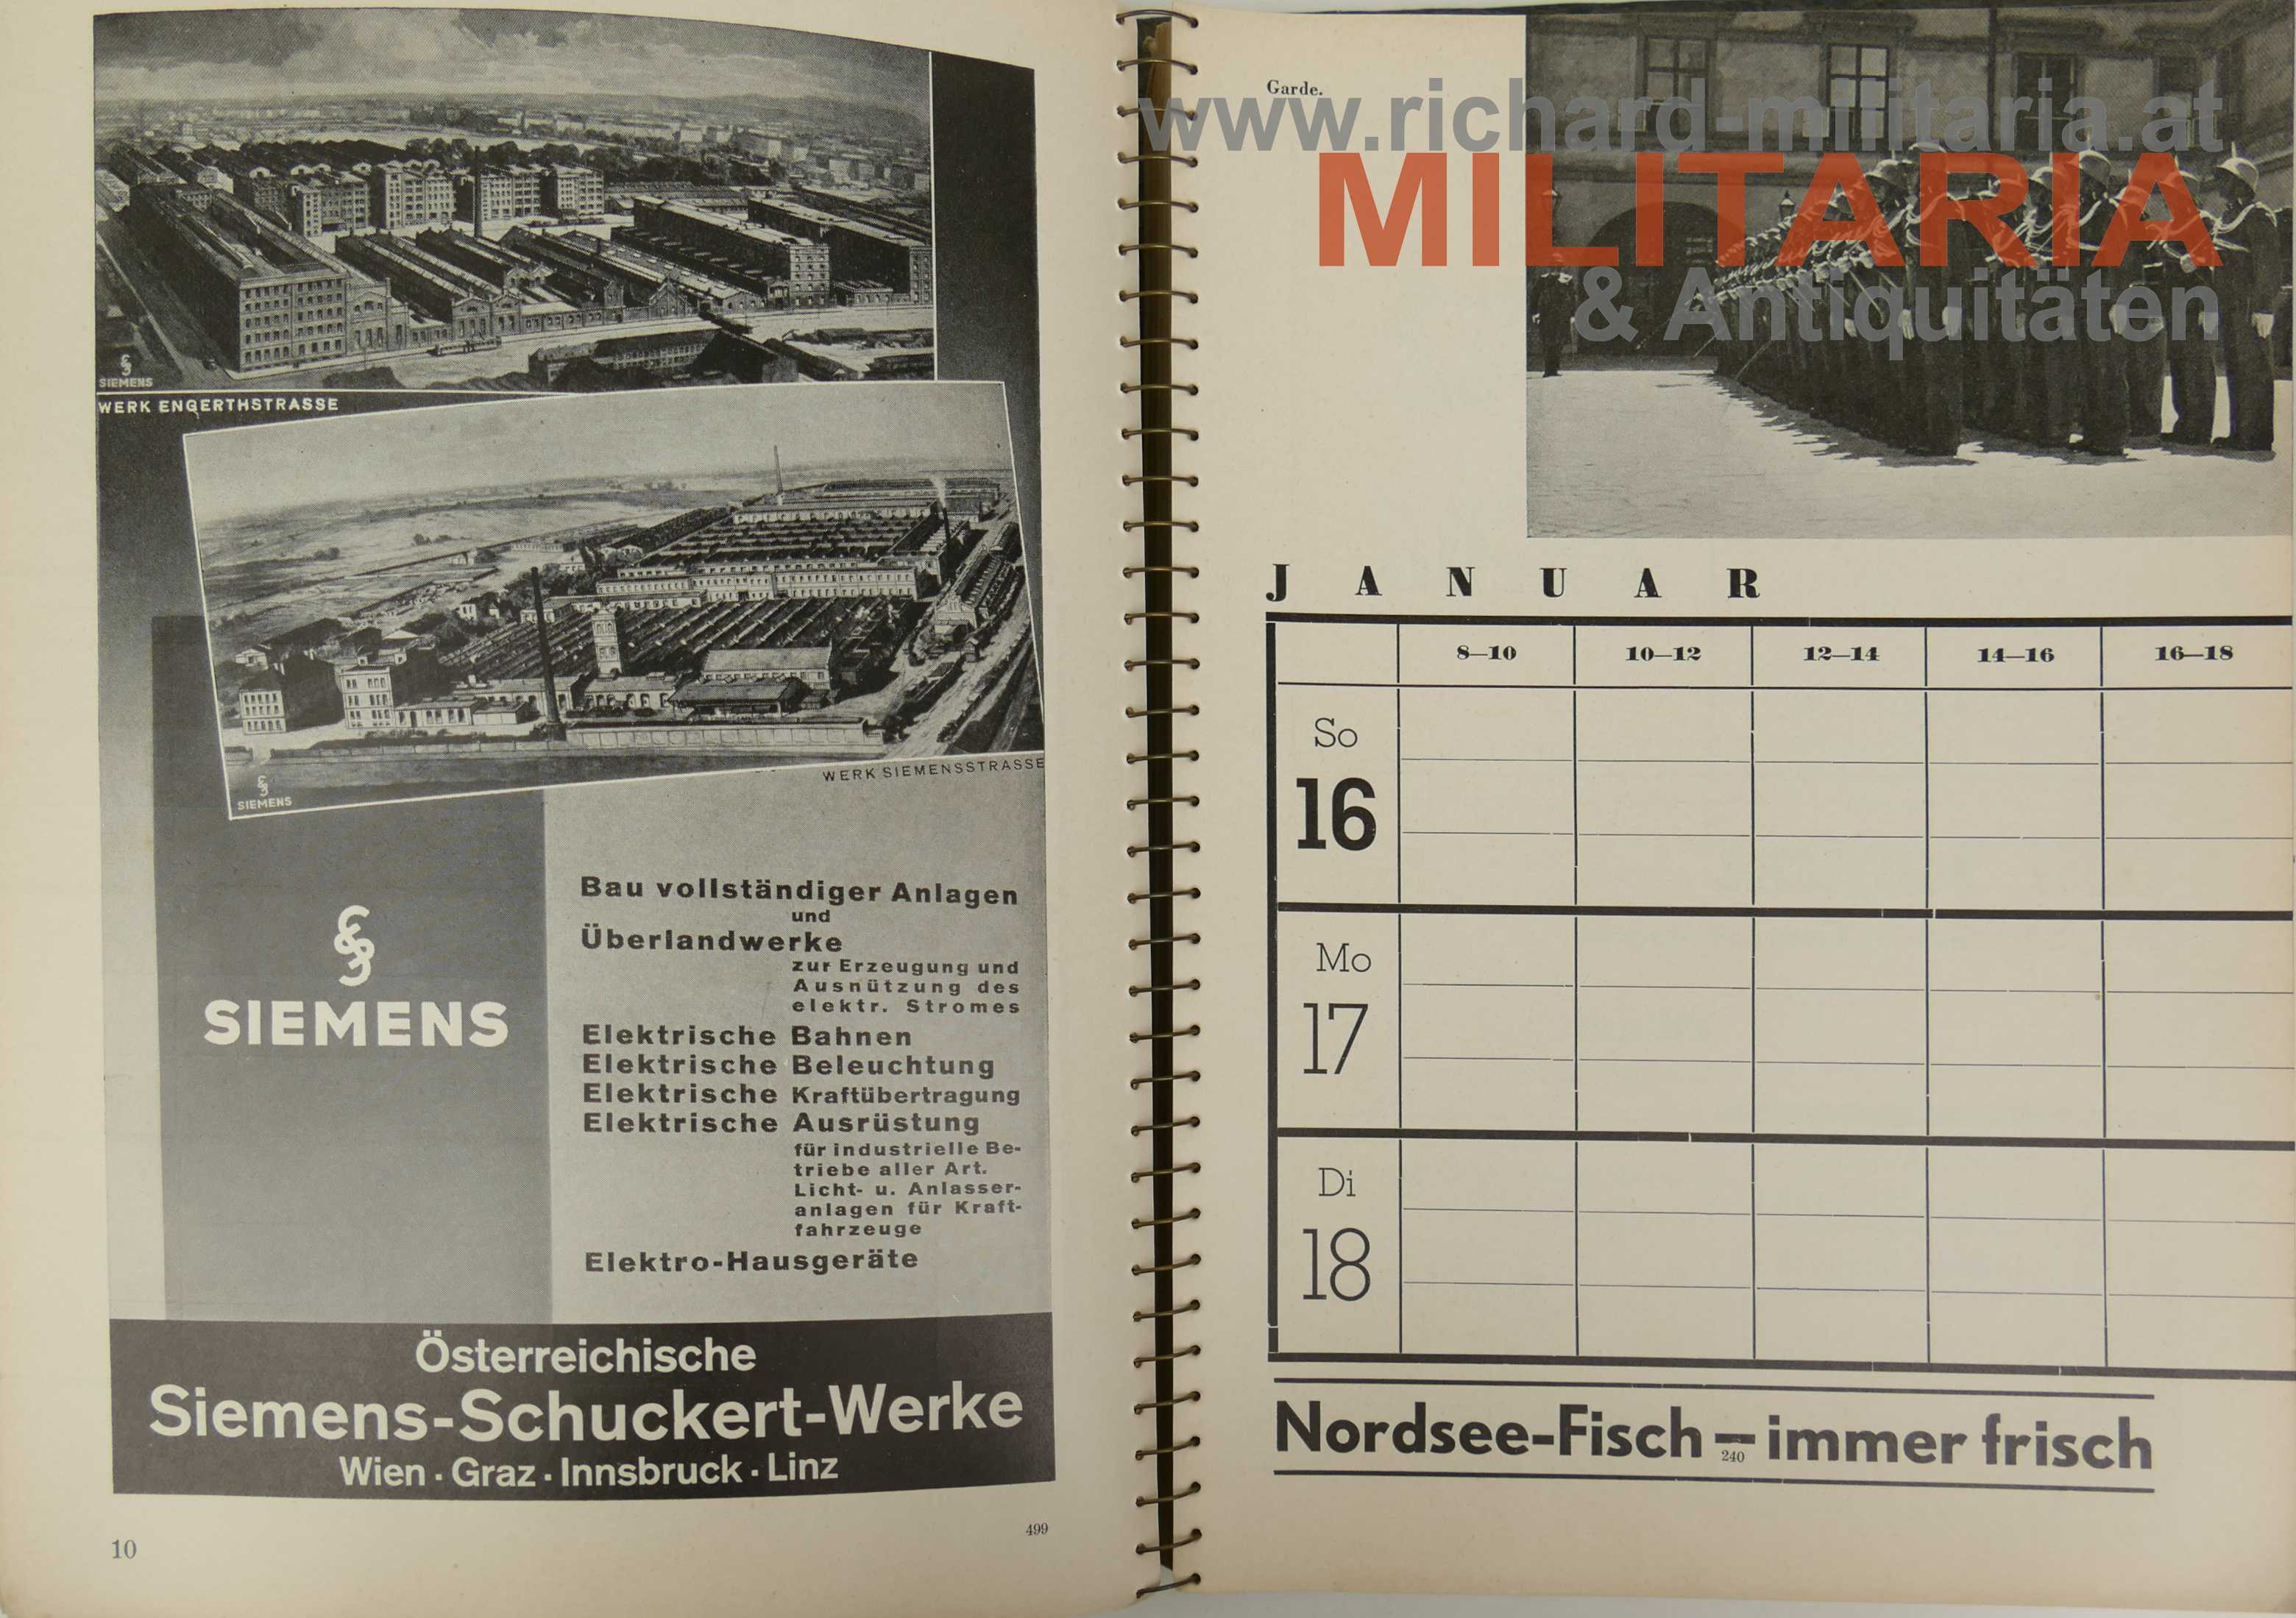 SIEMENS
WERK ENGERTHSTRASSE
WERK SIEMENSSTRASSE
SIEMENS
SIEMENS
Bau vollständiger Anlagen
und
Überlandwerke
zur Erzeugung und
Ausnützung des
elektr. Stromes
Elektrische Bahnen
Elektrische Beleuchtung
Elektrische Kraftübertragung
Elektrische Ausrüstung
für industrielle Be-
triebe aller Art.
Licht- u. Anlasser-
anlagen für Kraft-
fahrzeuge
Elektro-Hausgeräte
Österreichische
Siemens-Schuckert-Werke
Wien · Graz · Innsbruck · Linz
499
10
Garde.
www.richard-militaria.at
MILITARIA
& Antiquitäten
JANUAR
8–10 10–12 12–14 14–16 16–18
So
16
Mo
17
Di
18
Nordsee-Fisch – immer frisch
240